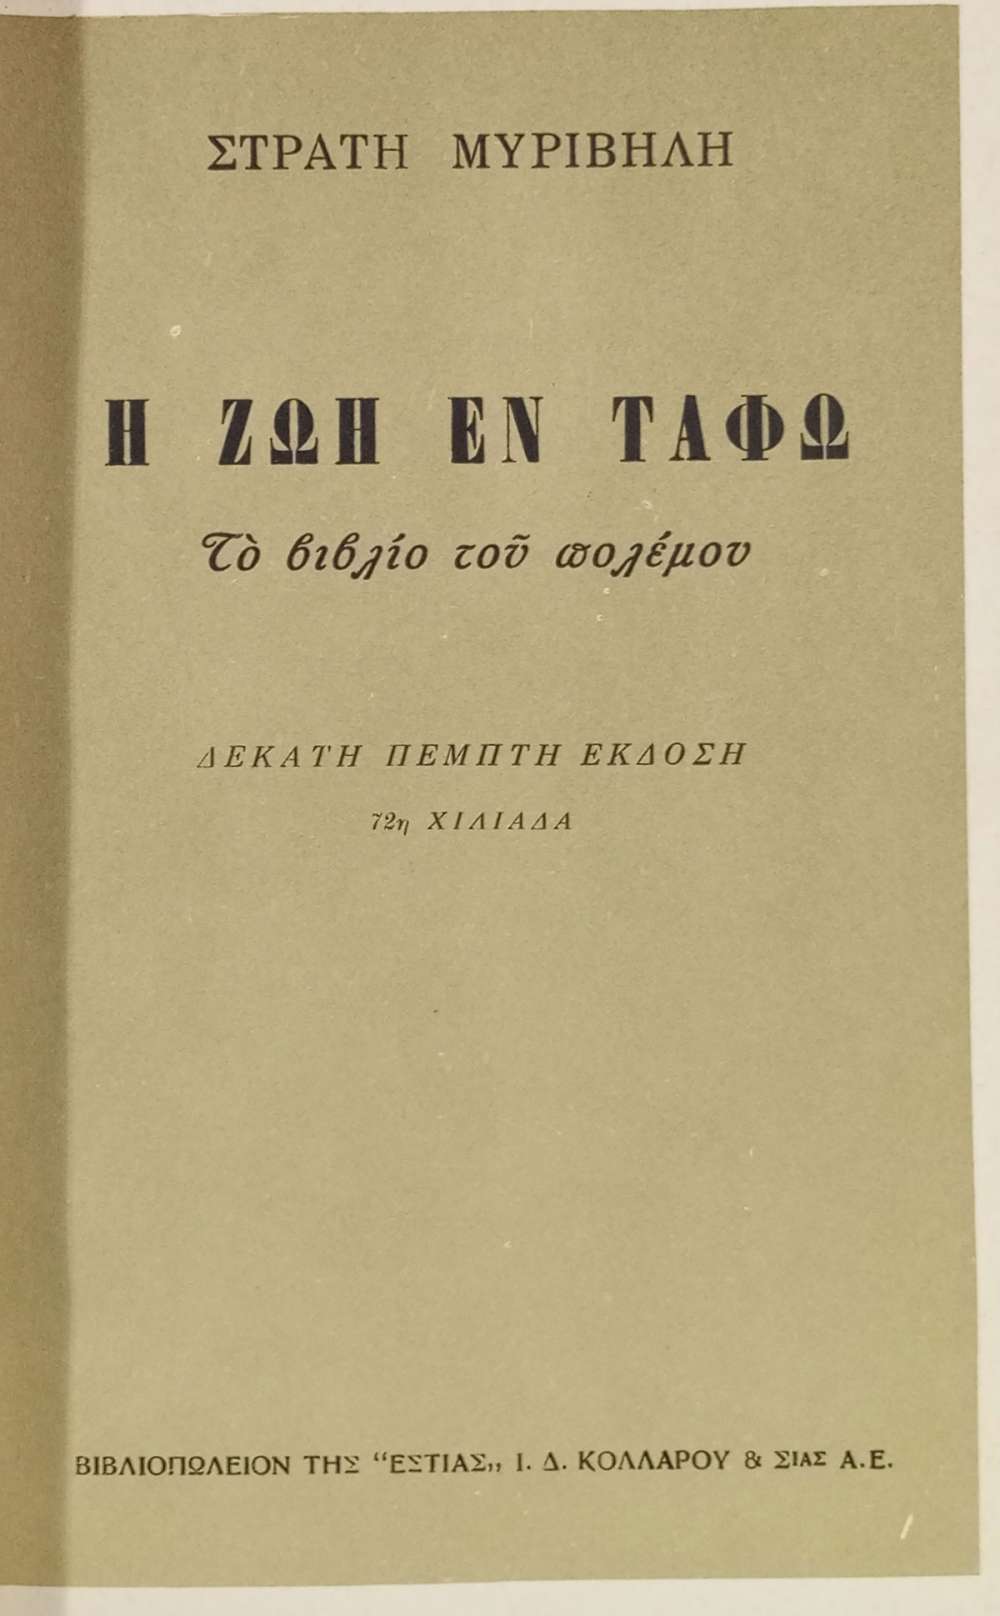 ΣΤΡΑΤΗ ΜΥΡΙΒΗΛΗ
Η ΖΩΗ ΕΝ ΤΑΦΩ
Τὸ βιβλίο τοῦ πολέμου
ΔΕΚΑΤΗ ΠΕΜΠΤΗ ΕΚΔΟΣΗ
72η ΧΙΛΙΑΔΑ
ΒΙΒΛΙΟΠΩΛΕΙΟΝ ΤΗΣ “ΕΣΤΙΑΣ,, Ι. Δ. ΚΟΛΛΑΡΟΥ & ΣΙΑΣ Α.Ε.